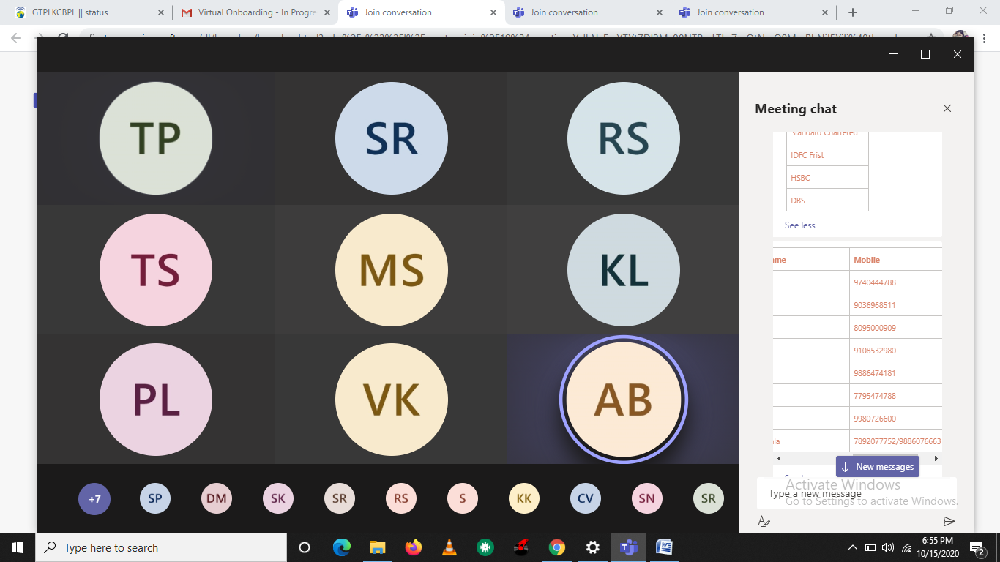 GTPLKCBPL || status
Virtual Onboarding - In Progre
Join conversation
Join conversation
Join conversation
TP
SR
RS
TS
MS
KL
PL
VK
AB
+7
SP
DM
SK
SR
RS
S
KK
CV
SN
SR
Meeting chat
Standard Chartered
IDFC Frist
HSBC
DBS
See less
ame Mobile
9740444788
9036968511
8095000909
9108532980
9886474181
7795474788
9980726600
ala 7892077752/9886076663
New messages
Activate Windows
Type a new message
Go to Settings to activate Windows.
Type here to search
6:55 PM
10/15/2020
2